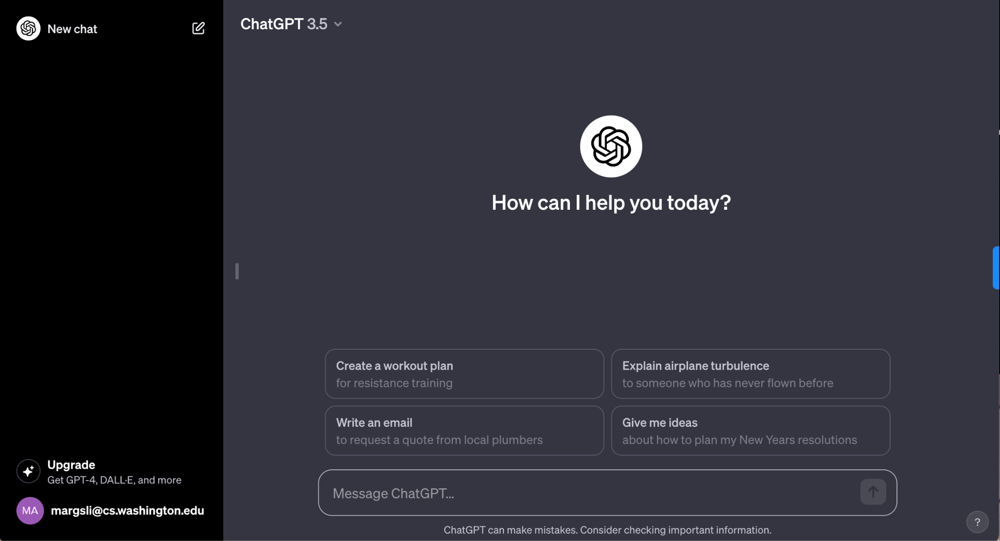 New chat
ChatGPT 3.5
How can I help you today?
Create a workout plan
for resistance training
Explain airplane turbulence
to someone who has never flown before
Write an email
to request a quote from local plumbers
Give me ideas
about how to plan my New Years resolutions
Upgrade
Get GPT-4, DALL·E, and more
MA margsli@cs.washington.edu
Message ChatGPT...
ChatGPT can make mistakes. Consider checking important information.
?